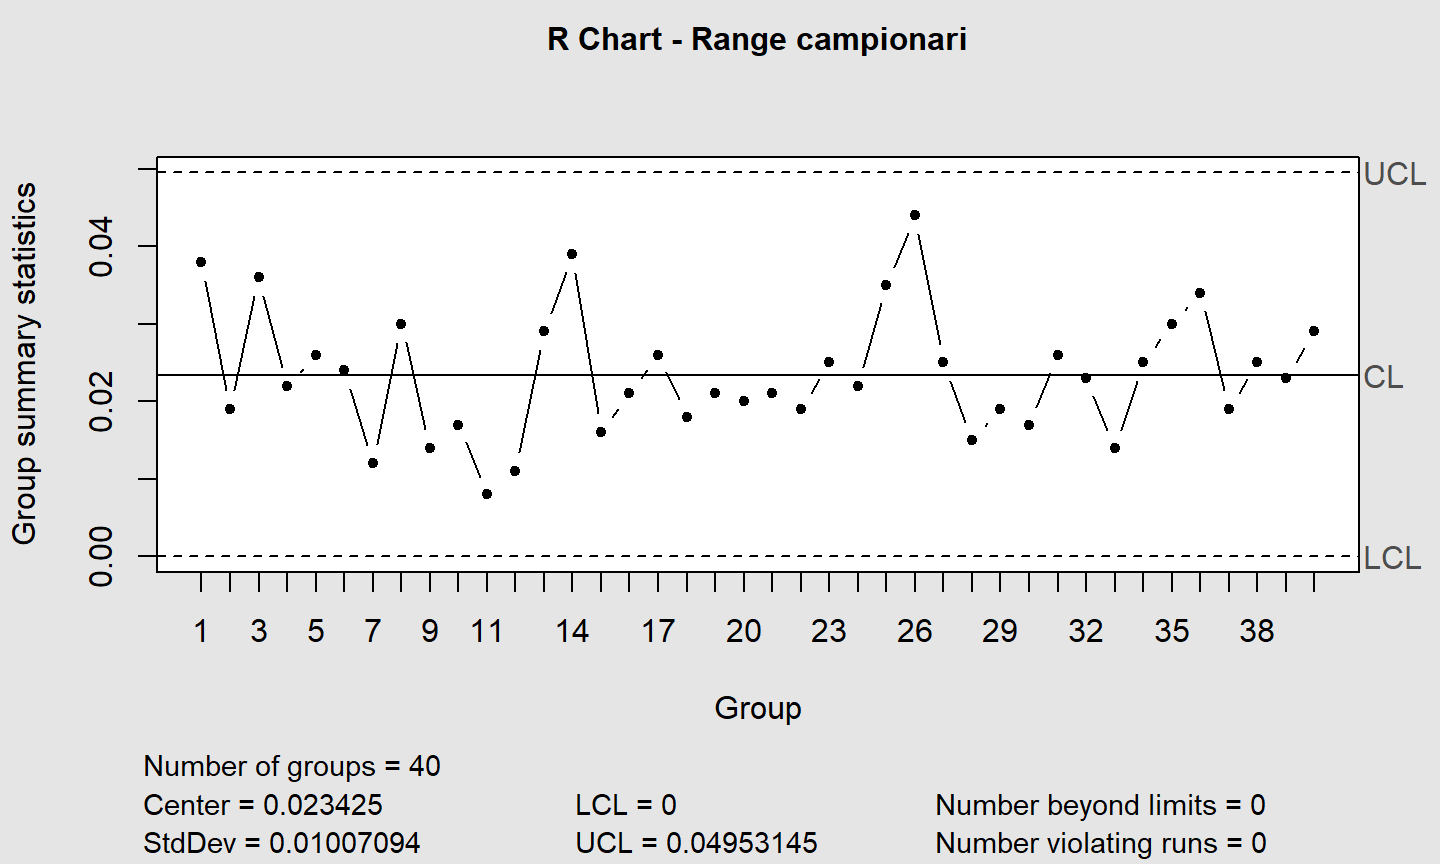 R Chart - Range campionari
Group summary statistics
0.04
0.02
0.00
UCL
CL
LCL
1 3 5 7 9 11 14 17 20 23 26 29 32 35 38
Group
Number of groups = 40
Center = 0.023425 LCL = 0 Number beyond limits = 0
StdDev = 0.01007094 UCL = 0.04953145 Number violating runs = 0